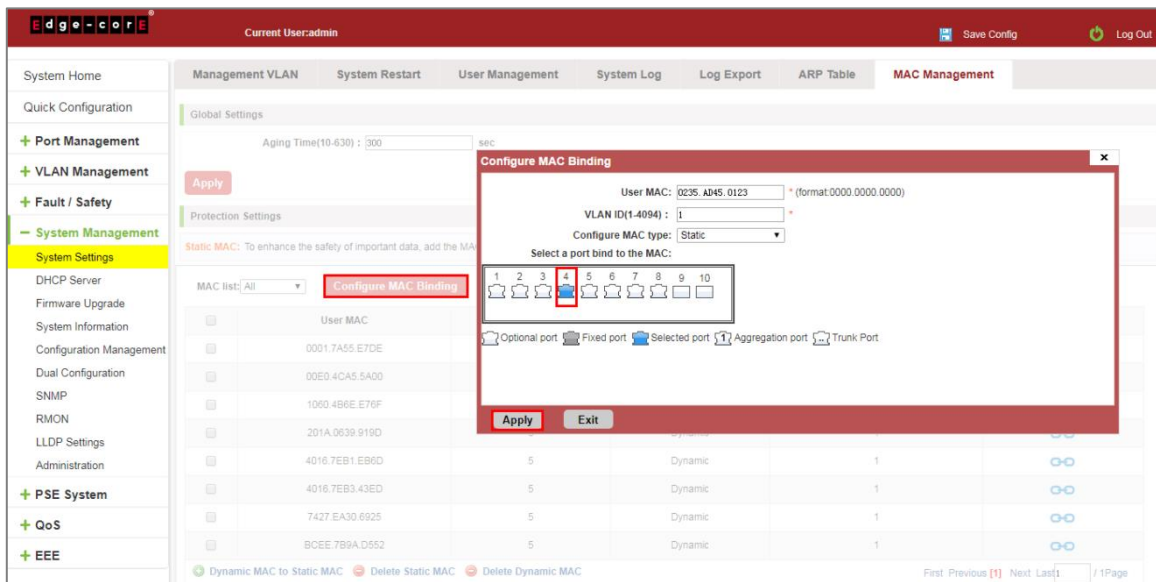 Edge-corE®
Current User:admin
Save Config
Log Out
System Home
Quick Configuration
+ Port Management
+ VLAN Management
+ Fault / Safety
− System Management
System Settings
DHCP Server
Firmware Upgrade
System Information
Configuration Management
Dual Configuration
SNMP
RMON
LLDP Settings
Administration
+ PSE System
+ QoS
+ EEE
Management VLAN System Restart User Management System Log Log Export ARP Table MAC Management
Global Settings
Aging Time(10-630) : 300 sec
Apply
Protection Settings
Static MAC: To enhance the safety of important data, add the MA
MAC list: All Configure MAC Binding
User MAC
0001.7A55.E7DE
00E0.4CA5.5A00
1060.4B6E.E76F
201A.0639.919D
4016.7EB1.EB6D 5 Dynamic 1
4016.7EB3.43ED 5 Dynamic 1
7427.EA30.6925 5 Dynamic 1
BCEE.7B9A.D552 5 Dynamic 1
Dynamic MAC to Static MAC Delete Static MAC Delete Dynamic MAC
First Previous [1] Next Last 1 / 1Page
Configure MAC Binding ×
User MAC: 0235.AD45.0123 * (format:0000.0000.0000)
VLAN ID(1-4094) : 1 *
Configure MAC type: Static
Select a port bind to the MAC:
1 2 3 4 5 6 7 8 9 10
Optional port Fixed port Selected port 1 Aggregation port .. Trunk Port
Apply Exit